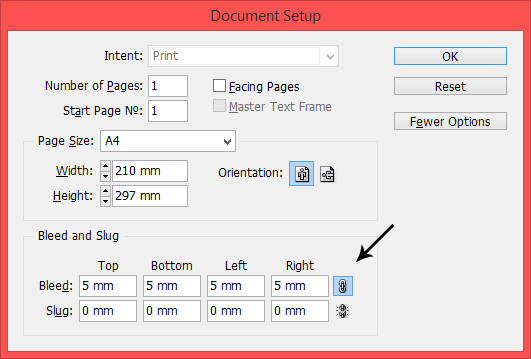 Document Setup
Intent: Print
OK
Number of Pages: 1
Facing Pages
Reset
Start Page №: 1
Master Text Frame
Fewer Options
Page Size: A4
Width: 210 mm
Orientation:
Height: 297 mm
Bleed and Slug
Top Bottom Left Right
Bleed: 5 mm 5 mm 5 mm 5 mm
Slug: 0 mm 0 mm 0 mm 0 mm